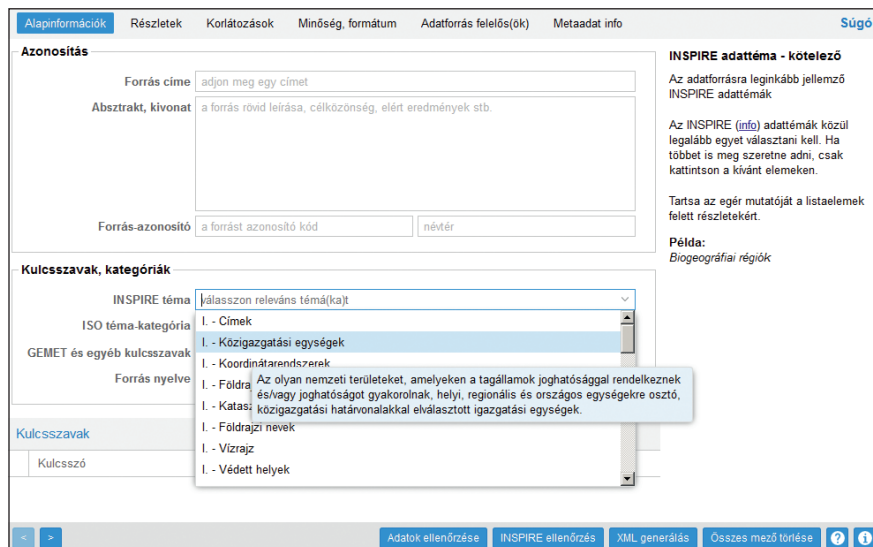 Alapinformációk Részletek Korlátozások Minőség, formátum Adatforrás felelős(ök) Metaadat info Súgó
Azonosítás
Forrás címe adjon meg egy címet
Absztrakt, kivonat a forrás rövid leírása, célközönség, elért eredmények stb.
Forrás-azonosító a forrást azonosító kód névtér
Kulcsszavak, kategóriák
INSPIRE téma válasszon releváns témá(ka)t
ISO téma-kategória
GEMET és egyéb kulcsszavak
Forrás nyelve
I. - Címek
I. - Közigazgatási egységek
I. - Koordinátarendszerek
I. - Földraj
I. - Katasz
I. - Földrajzi nevek
I. - Vízrajz
I. - Védett helyek
Az olyan nemzeti területeket, amelyeken a tagállamok joghatósággal rendelkeznek
és/vagy joghatóságot gyakorolnak, helyi, regionális és országos egységekre osztó,
közigazgatási határvonalakkal elválasztott igazgatási egységek.
Kulcsszavak
Kulcsszó
INSPIRE adattéma - kötelező
Az adatforrásra leginkább jellemző
INSPIRE adattémák
Az INSPIRE (info) adattémák közül
legalább egyet választani kell. Ha
többet is meg szeretne adni, csak
kattintson a kívánt elemeken.
Tartsa az egér mutatóját a listaelemek
felett részletekért.
Példa:
Biogeográfiai régiók
< > Adatok ellenőrzése INSPIRE ellenőrzés XML generálás Összes mező törlése ? i